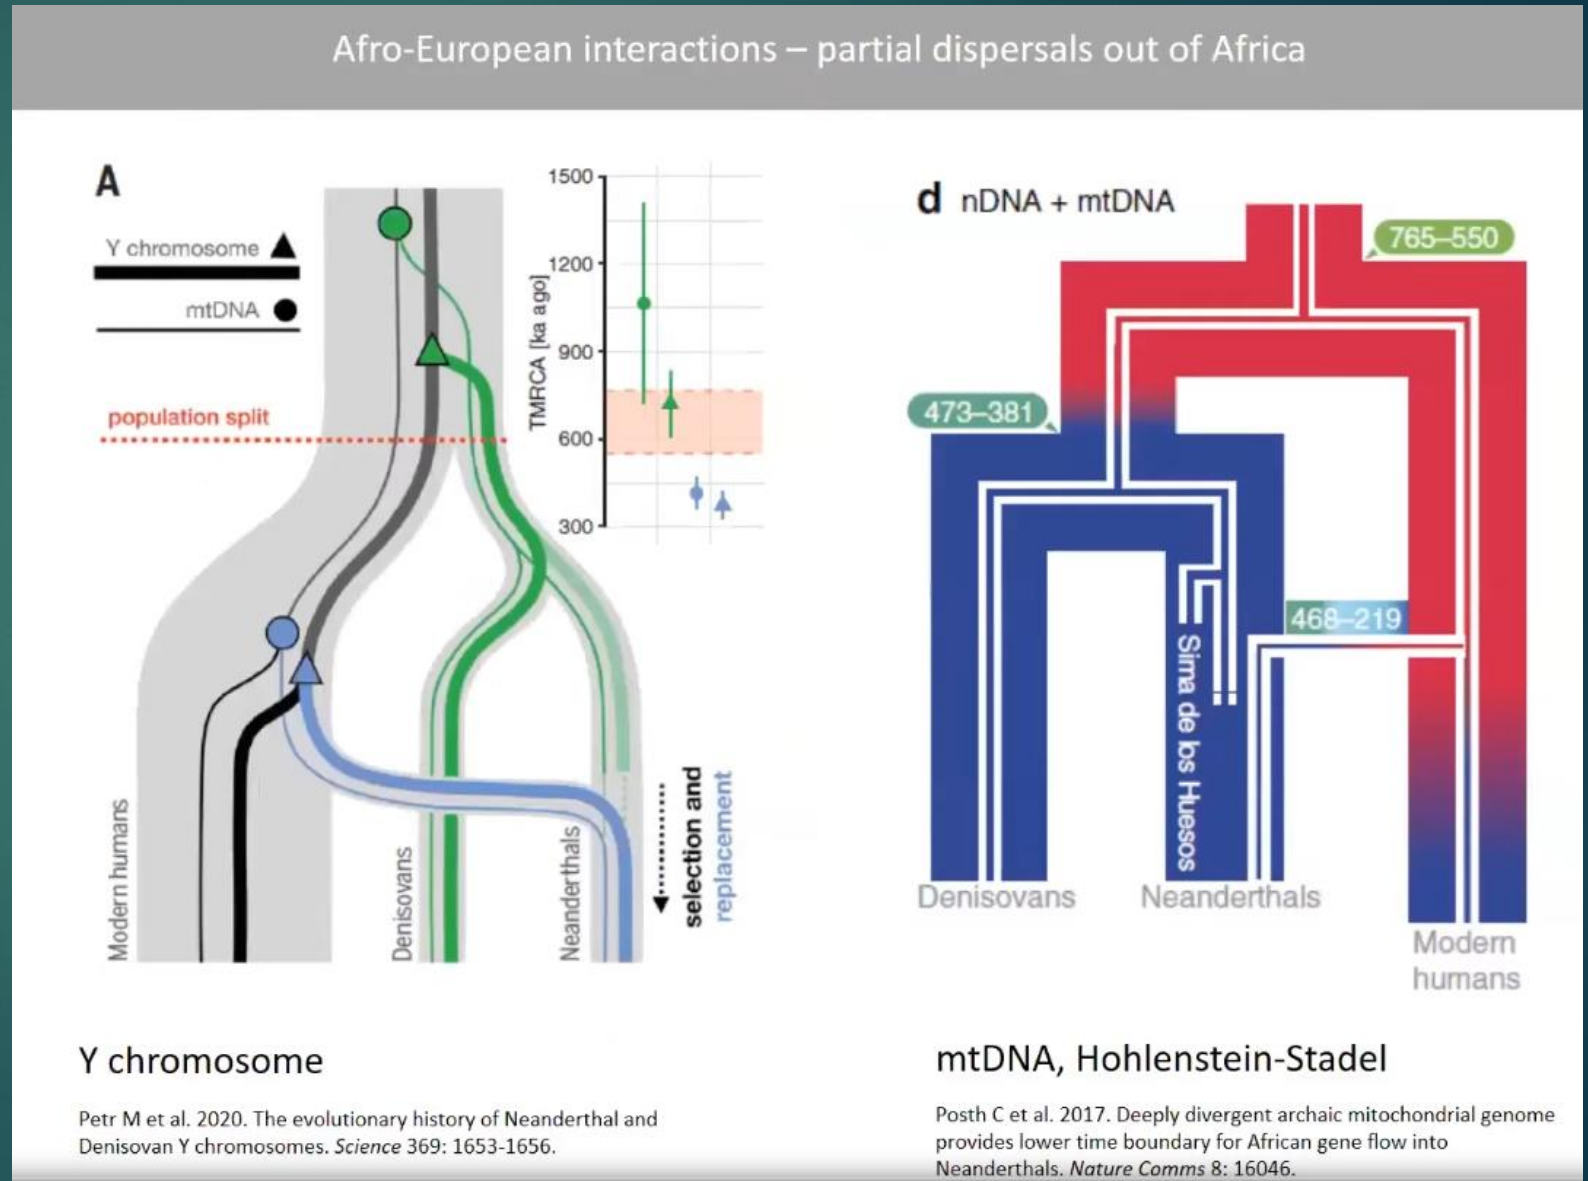 Afro-European interactions – partial dispersals out of Africa
A
Y chromosome
mtDNA
population split
Modern humans
Denisovans
Neanderthals
selection and
replacement
TMRCA [ka ago]
1500
1200
900
600
300
d nDNA + mtDNA
765–550
473–381
468–219
Sima de los Huesos
Denisovans
Neanderthals
Modern
humans
Y chromosome
Petr M et al. 2020. The evolutionary history of Neanderthal and
Denisovan Y chromosomes. Science 369: 1653-1656.
mtDNA, Hohlenstein-Stadel
Posth C et al. 2017. Deeply divergent archaic mitochondrial genome
provides lower time boundary for African gene flow into
Neanderthals. Nature Comms 8: 16046.